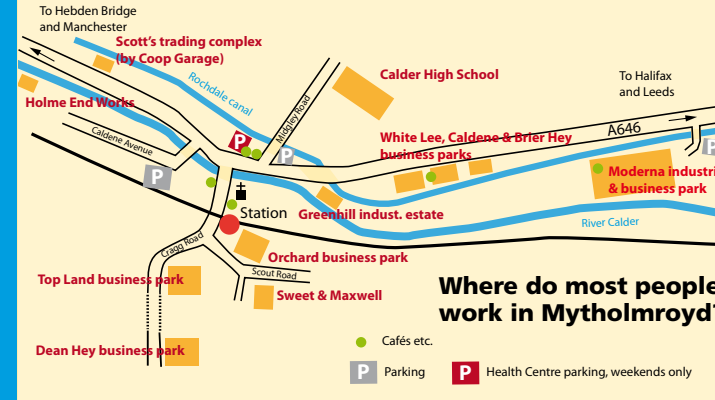 To Hebden Bridge
and Manchester
Scott's trading complex
(by Coop Garage)
Rochdale canal
Calder High School
To Halifax
and Leeds
Holme End Works
Midgley Road
A646
Caldene Avenue
P
P
P
P
White Lee, Caldene & Brier Hey
business parks
Moderna industri
& business park
Station
Greenhill indust. estate
River Calder
Cragg Road
Orchard business park
Scout Road
Top Land business park
Sweet & Maxwell
Where do most people
work in Mytholmroyd?
Dean Hey business park
Cafés etc.
P Parking
P Health Centre parking, weekends only